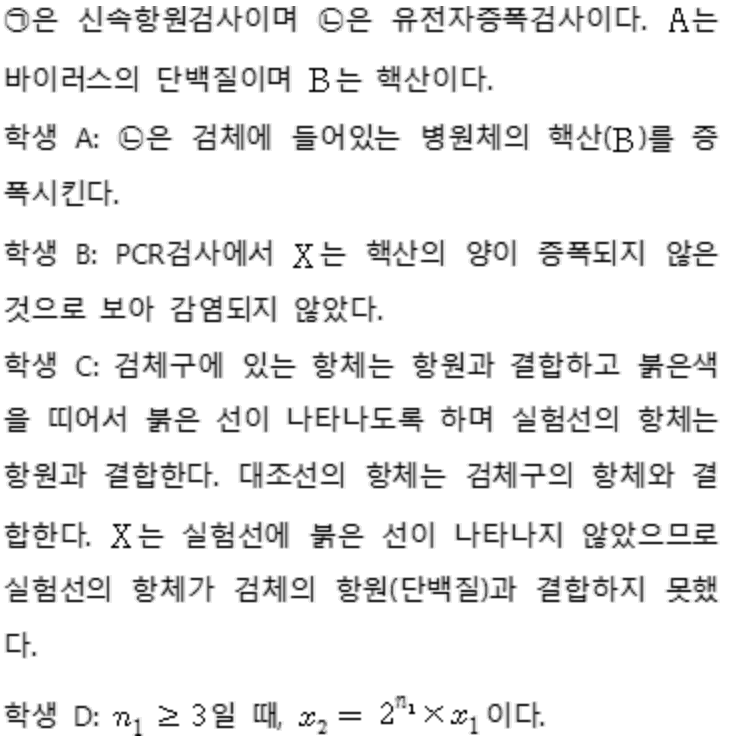 ㉠은 신속항원검사이며 ㉡은 유전자증폭검사이다. A는
바이러스의 단백질이며 B는 핵산이다.
학생 A: ㉡은 검체에 들어있는 병원체의 핵산(B)를 증
폭시킨다.
학생 B: PCR검사에서 X는 핵산의 양이 증폭되지 않은
것으로 보아 감염되지 않았다.
학생 C: 검체구에 있는 항체는 항원과 결합하고 붉은색
을 띠어서 붉은 선이 나타나도록 하며 실험선의 항체는
항원과 결합한다. 대조선의 항체는 검체구의 항체와 결
합한다. X는 실험선에 붉은 선이 나타나지 않았으므로
실험선의 항체가 검체의 항원(단백질)과 결합하지 못했
다.
학생 D: n₁ ≥ 3일 때, x₂ = 2^{n₁} × x₁이다.